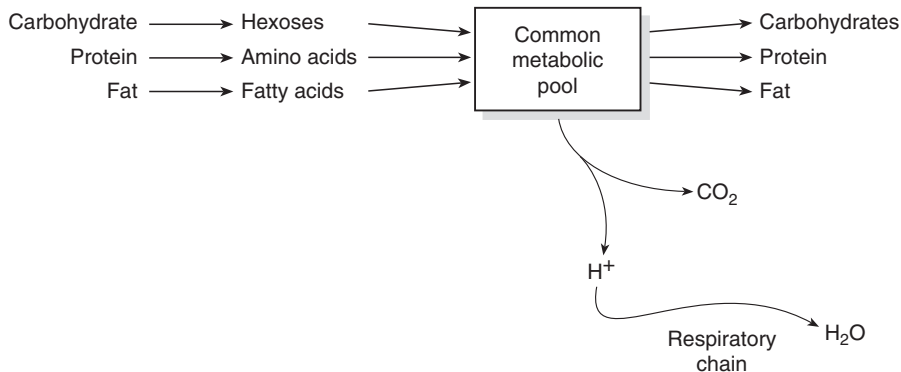 Carbohydrate Hexoses Carbohydrates
Protein Amino acids Protein
Fat Fatty acids Fat
Common
metabolic
pool
CO₂
H⁺
H₂O
Respiratory
chain